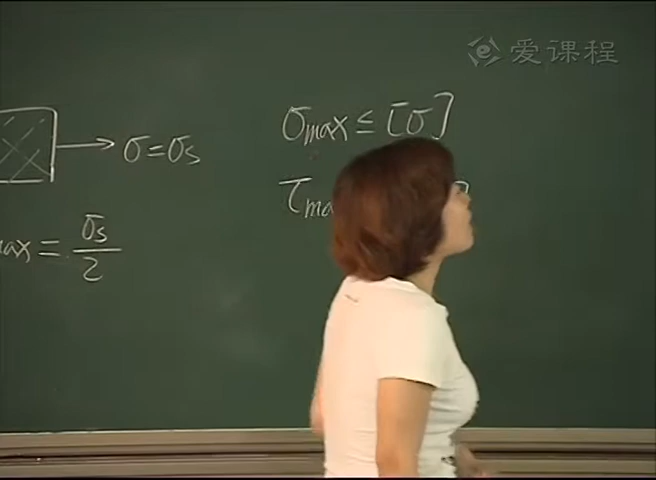 爱课程
σmax ≤ [σ]
→ σ = σs
τma
max = σs/2